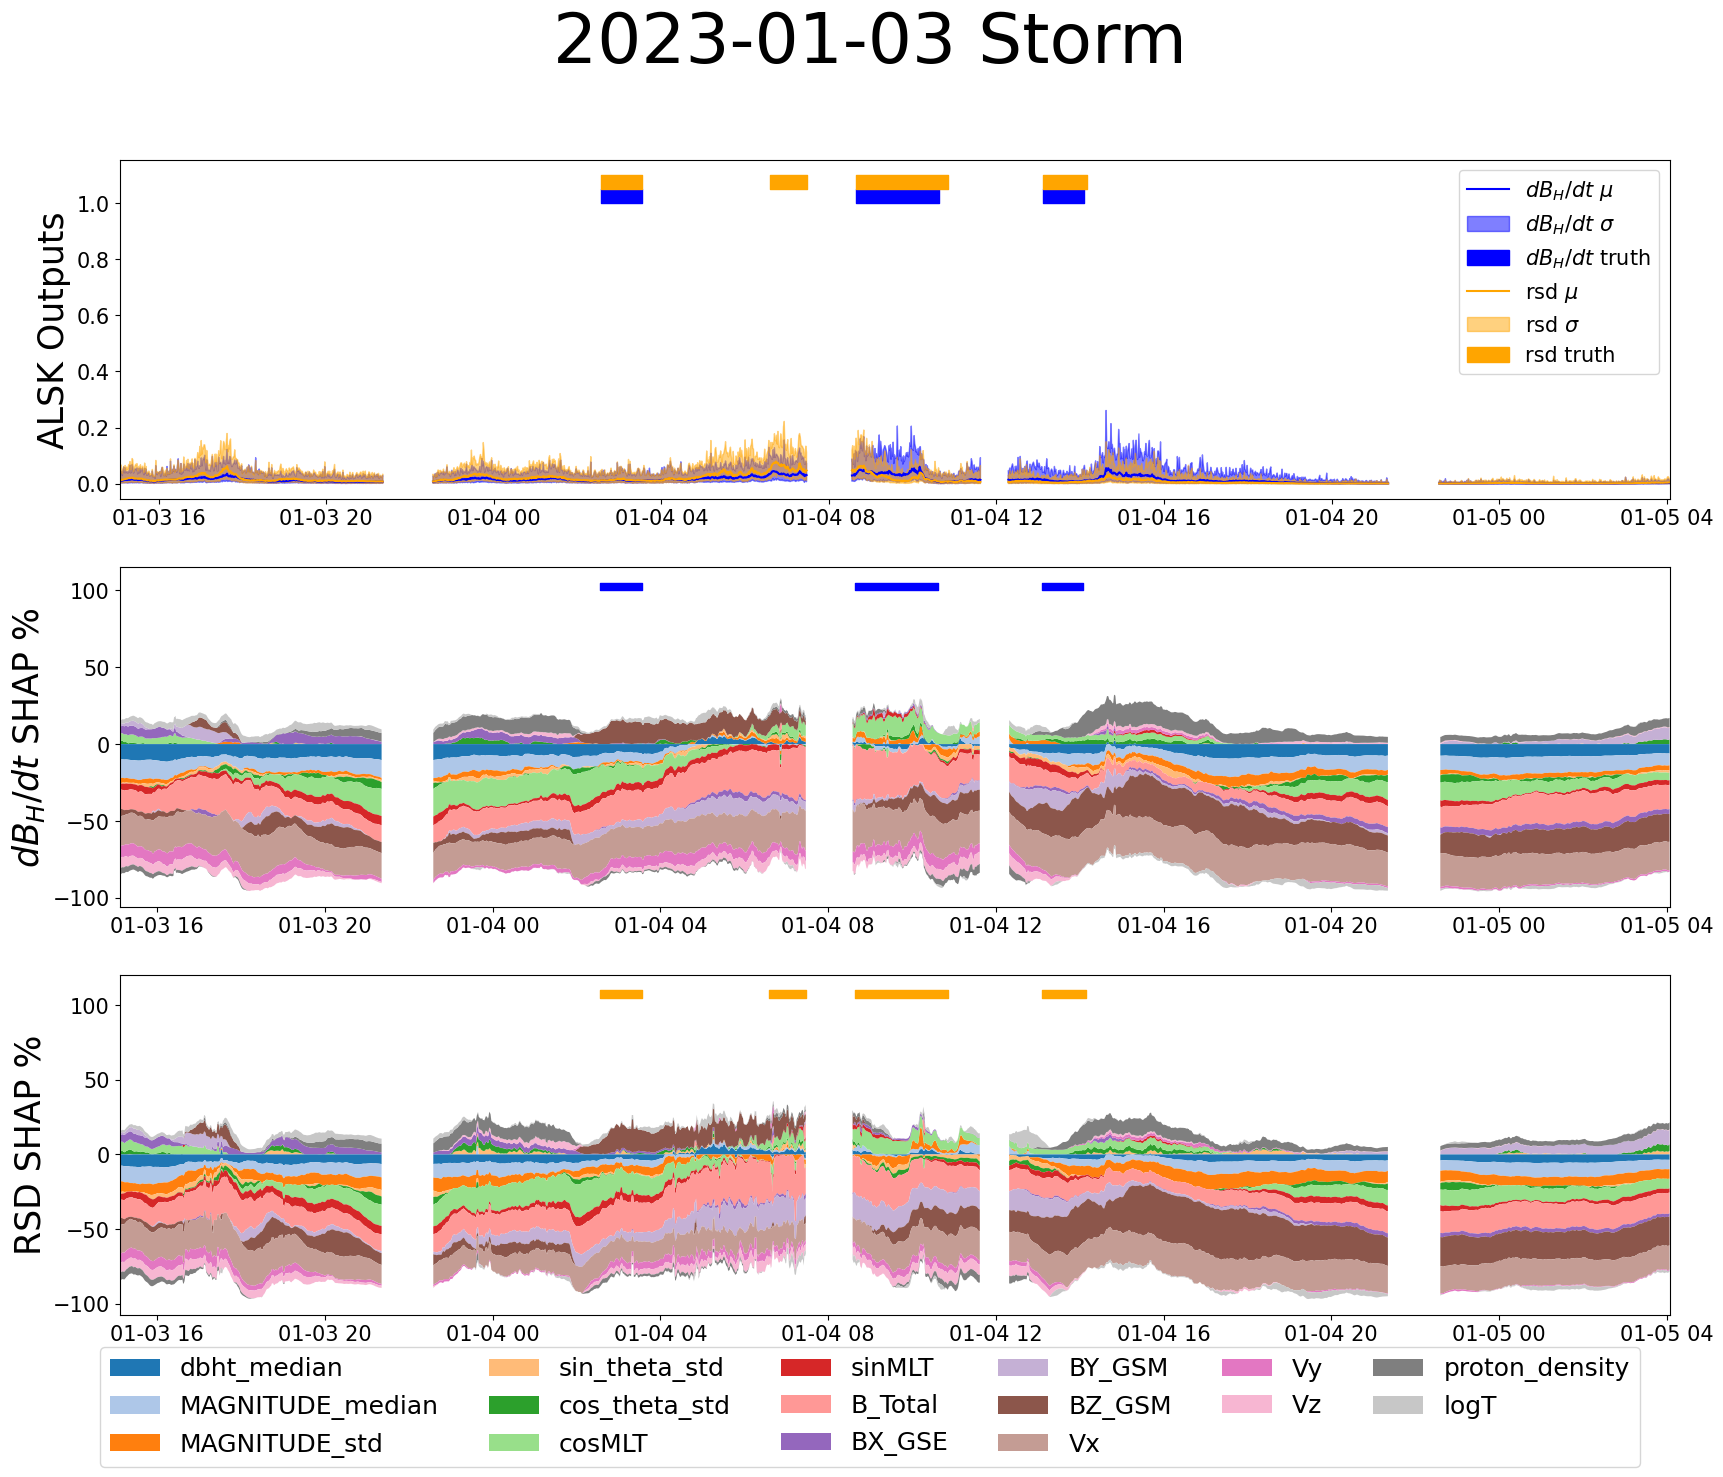 2023-01-03 Storm
ALSK Outputs
1.0
0.8
0.6
0.4
0.2
0.0
dB_H/dt μ
dB_H/dt σ
dB_H/dt truth
rsd μ
rsd σ
rsd truth
01-03 16 01-03 20 01-04 00 01-04 04 01-04 08 01-04 12 01-04 16 01-04 20 01-05 00 01-05 04
dB_H/dt SHAP %
100
50
0
−50
−100
01-03 16 01-03 20 01-04 00 01-04 04 01-04 08 01-04 12 01-04 16 01-04 20 01-05 00 01-05 04
RSD SHAP %
100
50
0
−50
−100
01-03 16 01-03 20 01-04 00 01-04 04 01-04 08 01-04 12 01-04 16 01-04 20 01-05 00 01-05 04
dbht_median sin_theta_std sinMLT BY_GSM Vy proton_density
MAGNITUDE_median cos_theta_std B_Total BZ_GSM Vz logT
MAGNITUDE_std cosMLT BX_GSE Vx